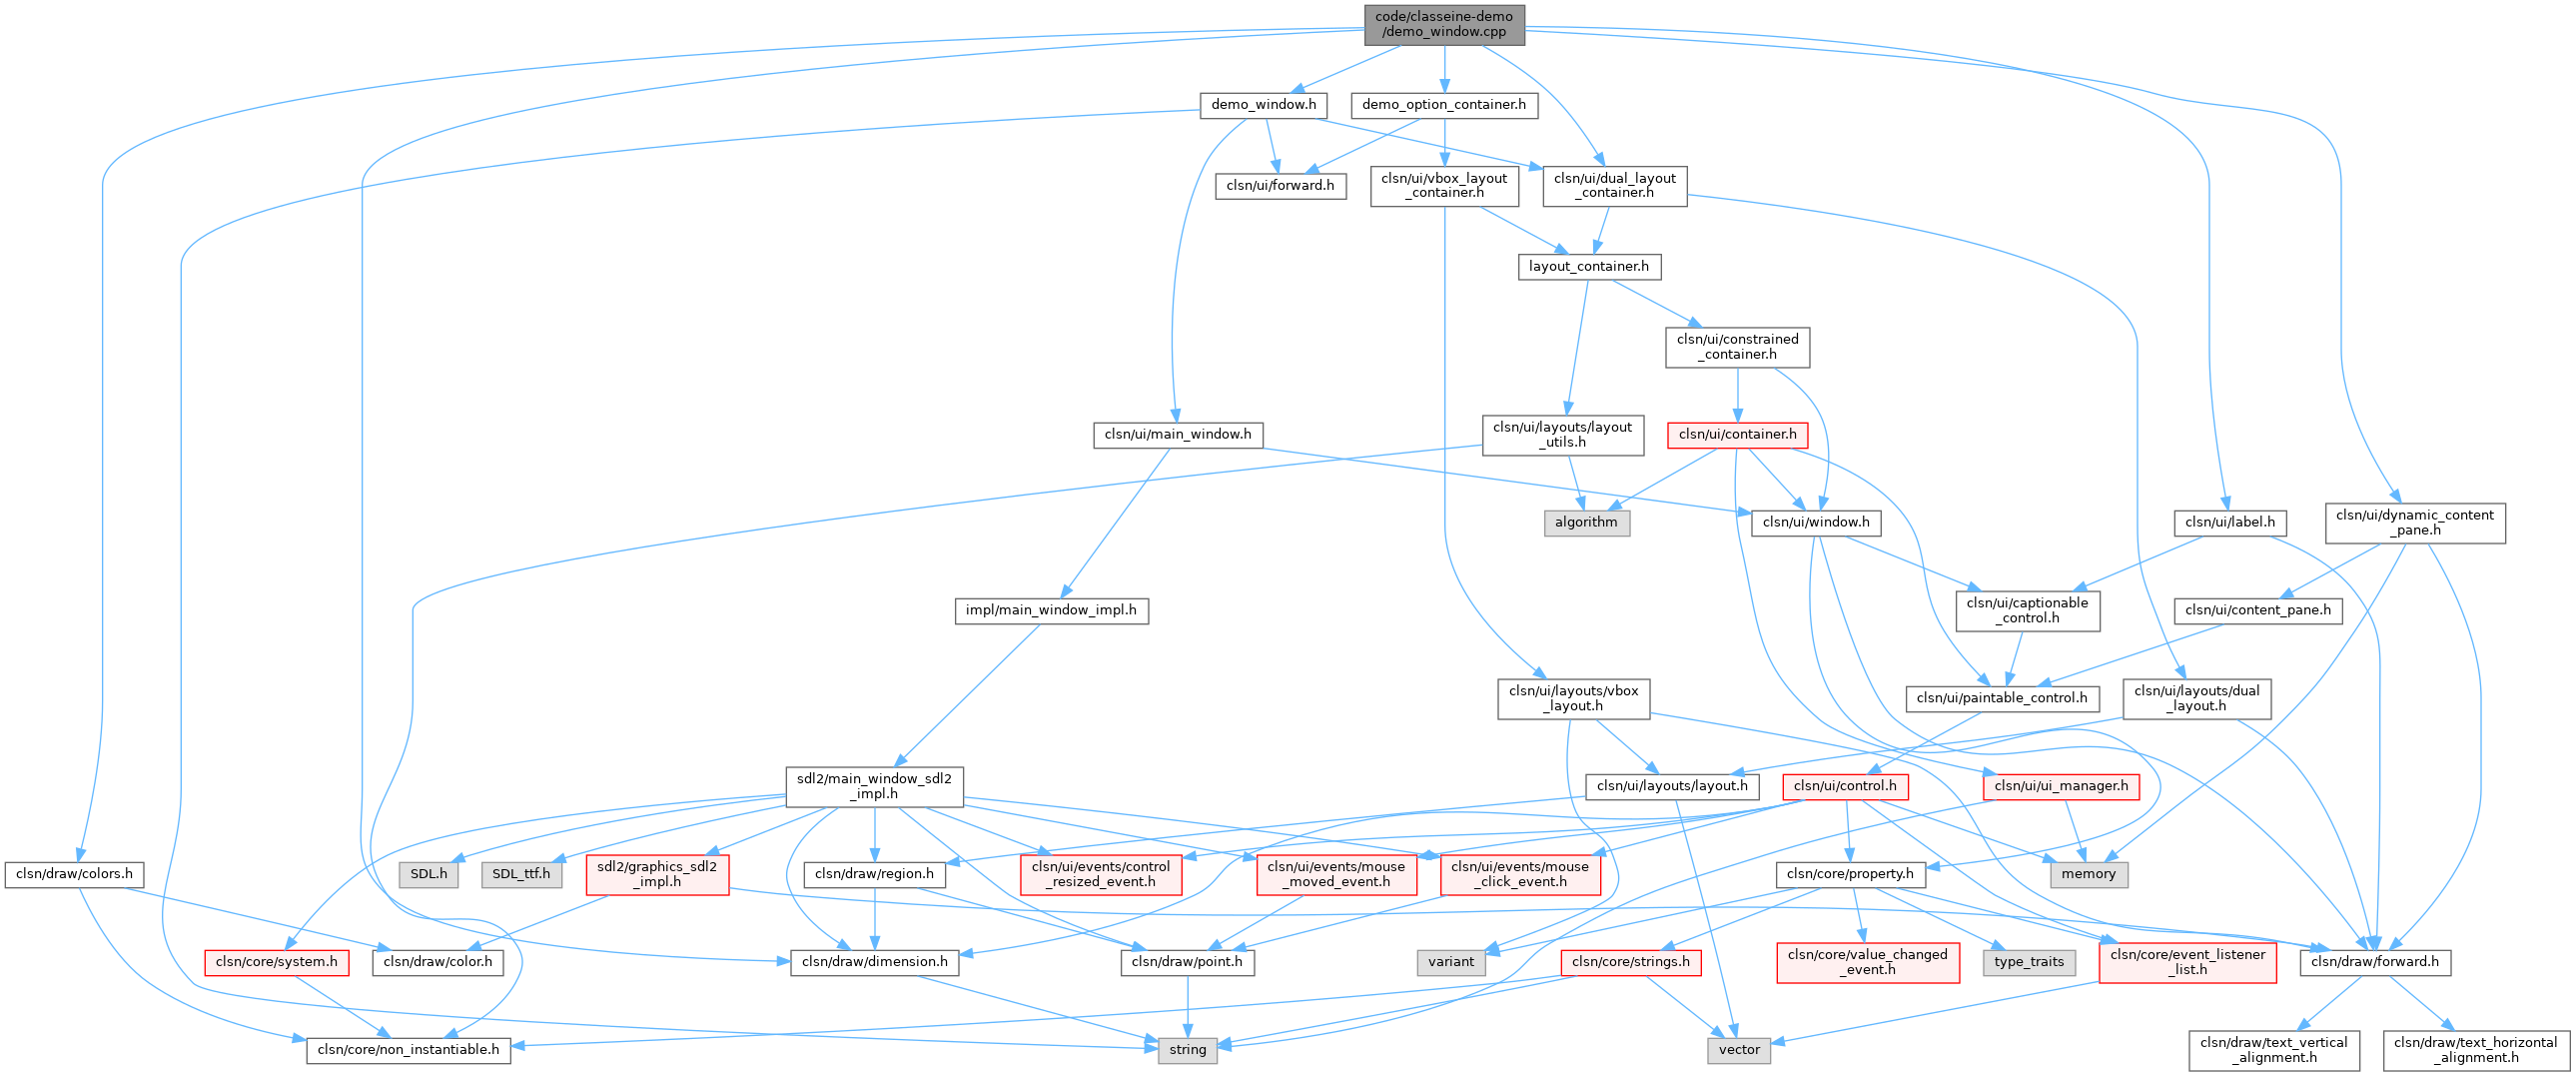 code/classeine-demo
/demo_window.cpp
demo_window.h
demo_option_container.h
clsn/ui/forward.h
clsn/ui/vbox_layout
_container.h
clsn/ui/dual_layout
_container.h
layout_container.h
clsn/ui/constrained
_container.h
clsn/ui/main_window.h
clsn/ui/layouts/layout
_utils.h
clsn/ui/container.h
algorithm
clsn/ui/window.h
clsn/ui/label.h
clsn/ui/dynamic_content
_pane.h
impl/main_window_impl.h
clsn/ui/captionable
_control.h
clsn/ui/content_pane.h
clsn/ui/layouts/vbox
_layout.h
clsn/ui/paintable_control.h
clsn/ui/layouts/dual
_layout.h
sdl2/main_window_sdl2
_impl.h
clsn/ui/layouts/layout.h
clsn/ui/control.h
clsn/ui/ui_manager.h
clsn/draw/colors.h
SDL.h
SDL_ttf.h
sdl2/graphics_sdl2
_impl.h
clsn/draw/region.h
clsn/ui/events/control
_resized_event.h
clsn/ui/events/mouse
_moved_event.h
clsn/ui/events/mouse
_click_event.h
clsn/core/property.h
memory
clsn/core/system.h
clsn/draw/color.h
clsn/draw/dimension.h
clsn/draw/point.h
variant
clsn/core/strings.h
clsn/core/value_changed
_event.h
type_traits
clsn/core/event_listener
_list.h
clsn/draw/forward.h
clsn/core/non_instantiable.h
string
vector
clsn/draw/text_vertical
_alignment.h
clsn/draw/text_horizontal
_alignment.h